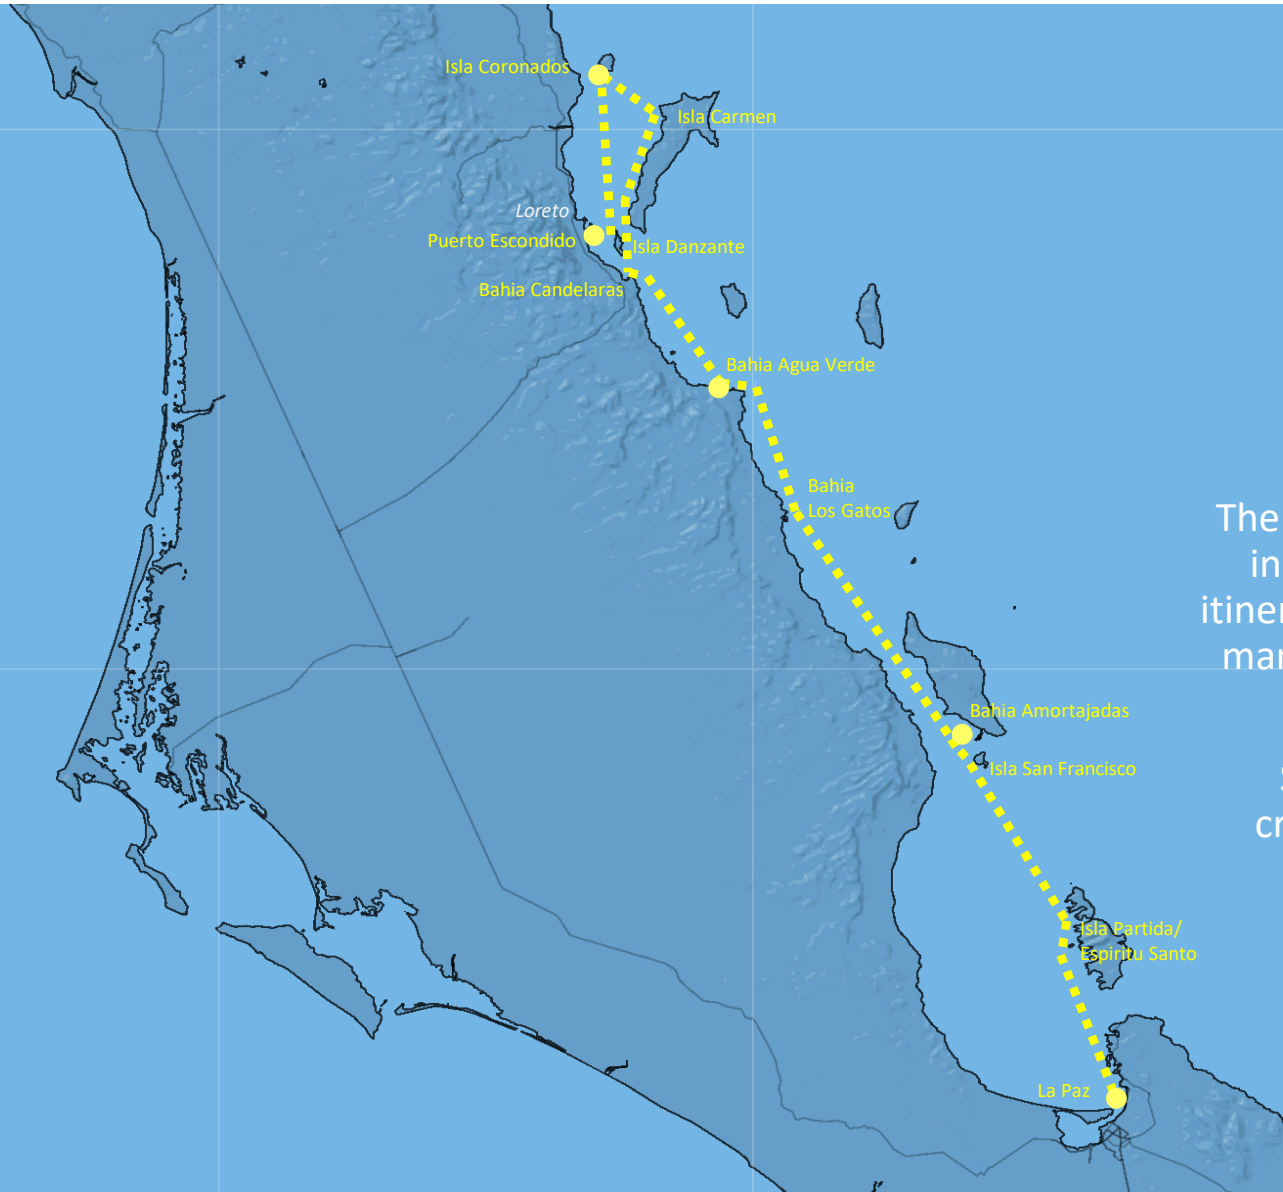 Isla Coronados
Isla Carmen
Loreto
Puerto Escondido
Isla Danzante
Bahia Candelaras
Bahia Agua Verde
Bahia
Los Gatos
The
in
itiner
mar
Bahia Amortajadas
Isla San Francisco
cr
Isla Partida/
Espiritu Santo
La Paz